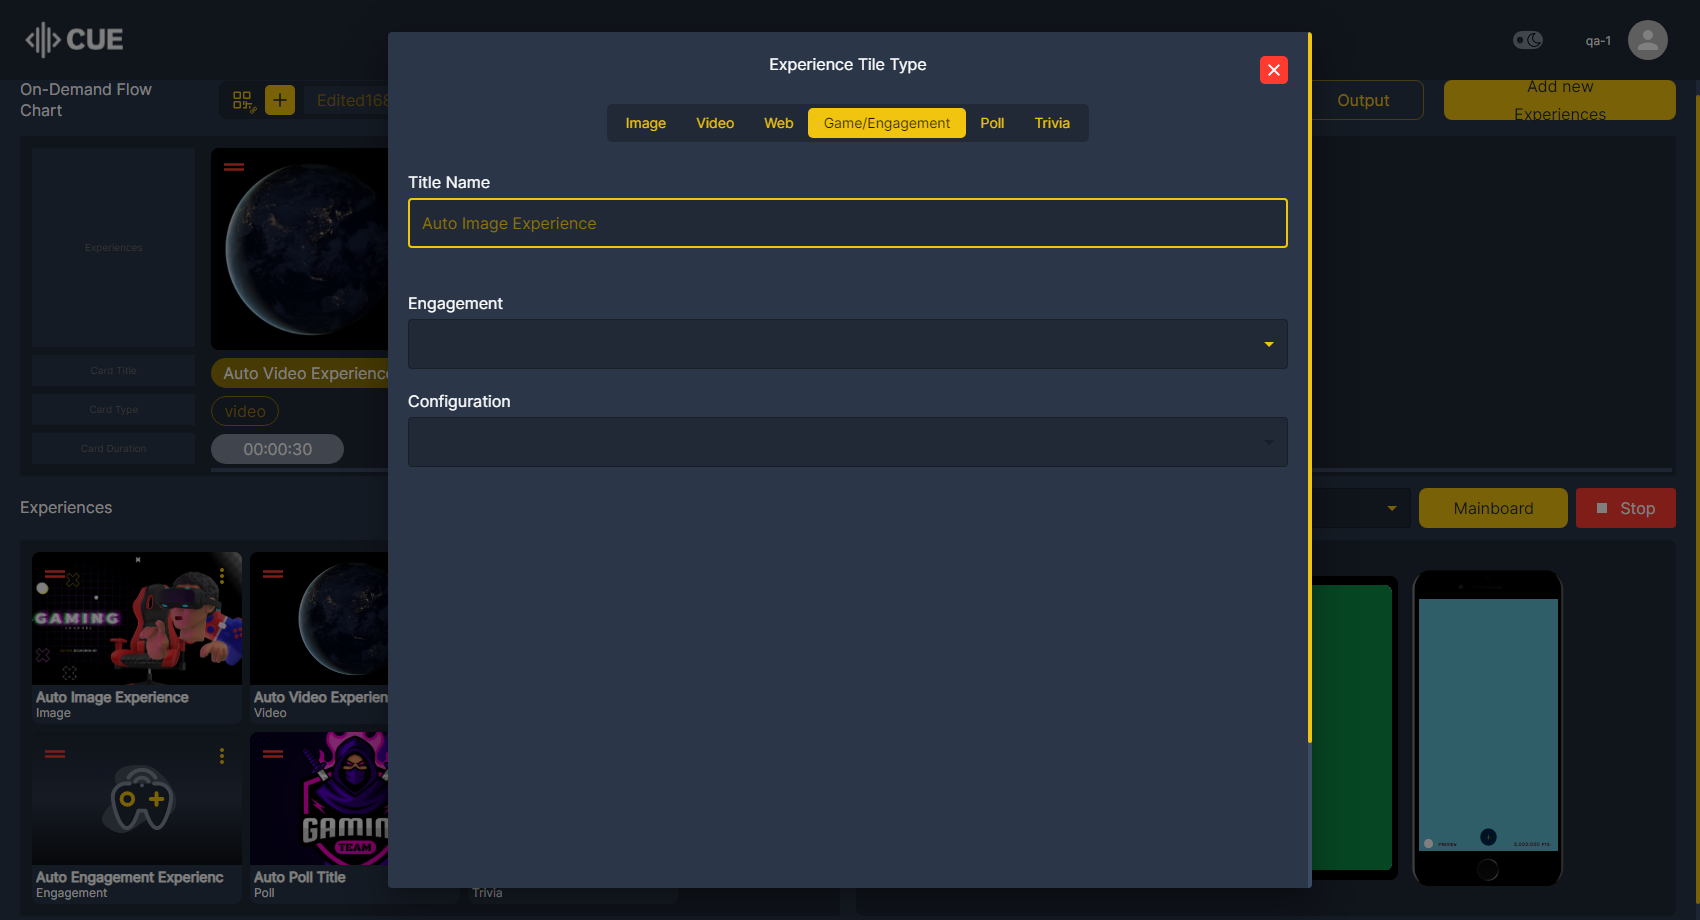 CUE
qa-1
On-Demand Flow
Chart
Edited168
Output
Add new
Experiences
Experiences
Card Title
Card Type
Card Duration
Auto Video Experience
video
00:00:30
Experience Tile Type
Image
Video
Web
Game/Engagement
Poll
Trivia
Title Name
Auto Image Experience
Engagement
Configuration
Experiences
Mainboard
Stop
GAMING
Auto Image Experience
Image
Auto Video Experien
Video
Auto Engagement Experienc
Engagement
GAMIN
TEAM
Auto Poll Title
Poll
Trivia
PREVIEW